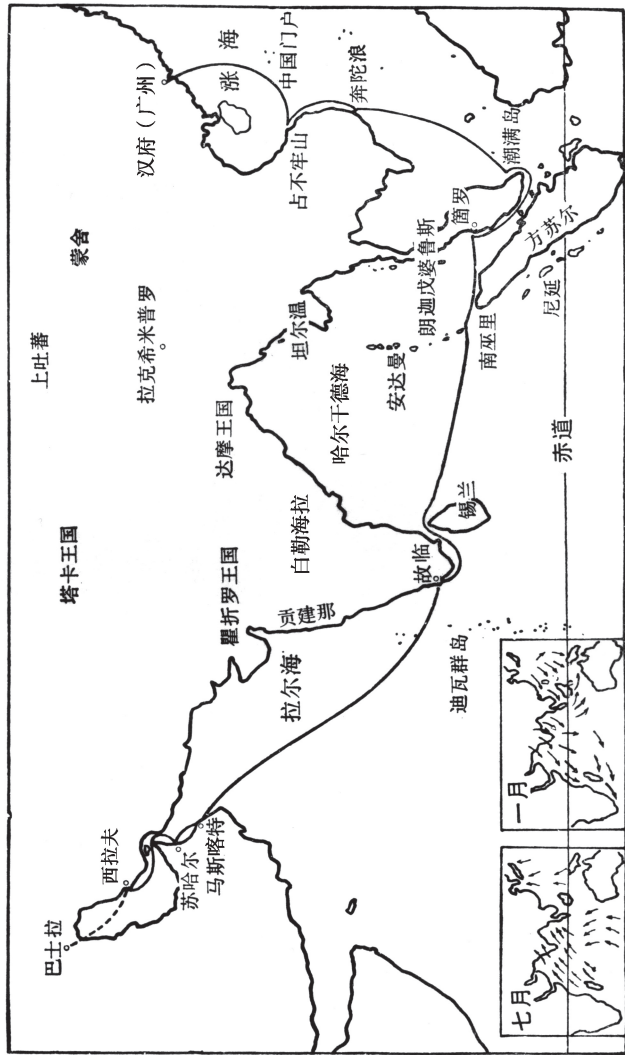 上吐蕃
巴士拉
塔卡王国
蒙舍
西拉夫
拉克希米普罗
汉府（广州）
苏哈尔
马斯喀特
瞿折罗王国
达摩王国
涨海
拉尔海
贡建那
白勒海拉
坦尔温
占不牢山
中国门户
哈尔干德海
奔陀浪
安达曼
朗迦戊婆鲁斯
故临
箇罗
迪瓦群岛
锡兰
南巫里
潮满岛
方苏尔
尼延
赤道
七月
一月